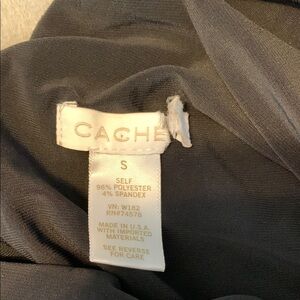 CACHE
S
SELF
96% POLYESTER
4% SPANDEX
VN: W182
RN#74578
MADE IN U.S.A.
WITH IMPORTED
MATERIALS
SEE REVERSE
FOR CARE